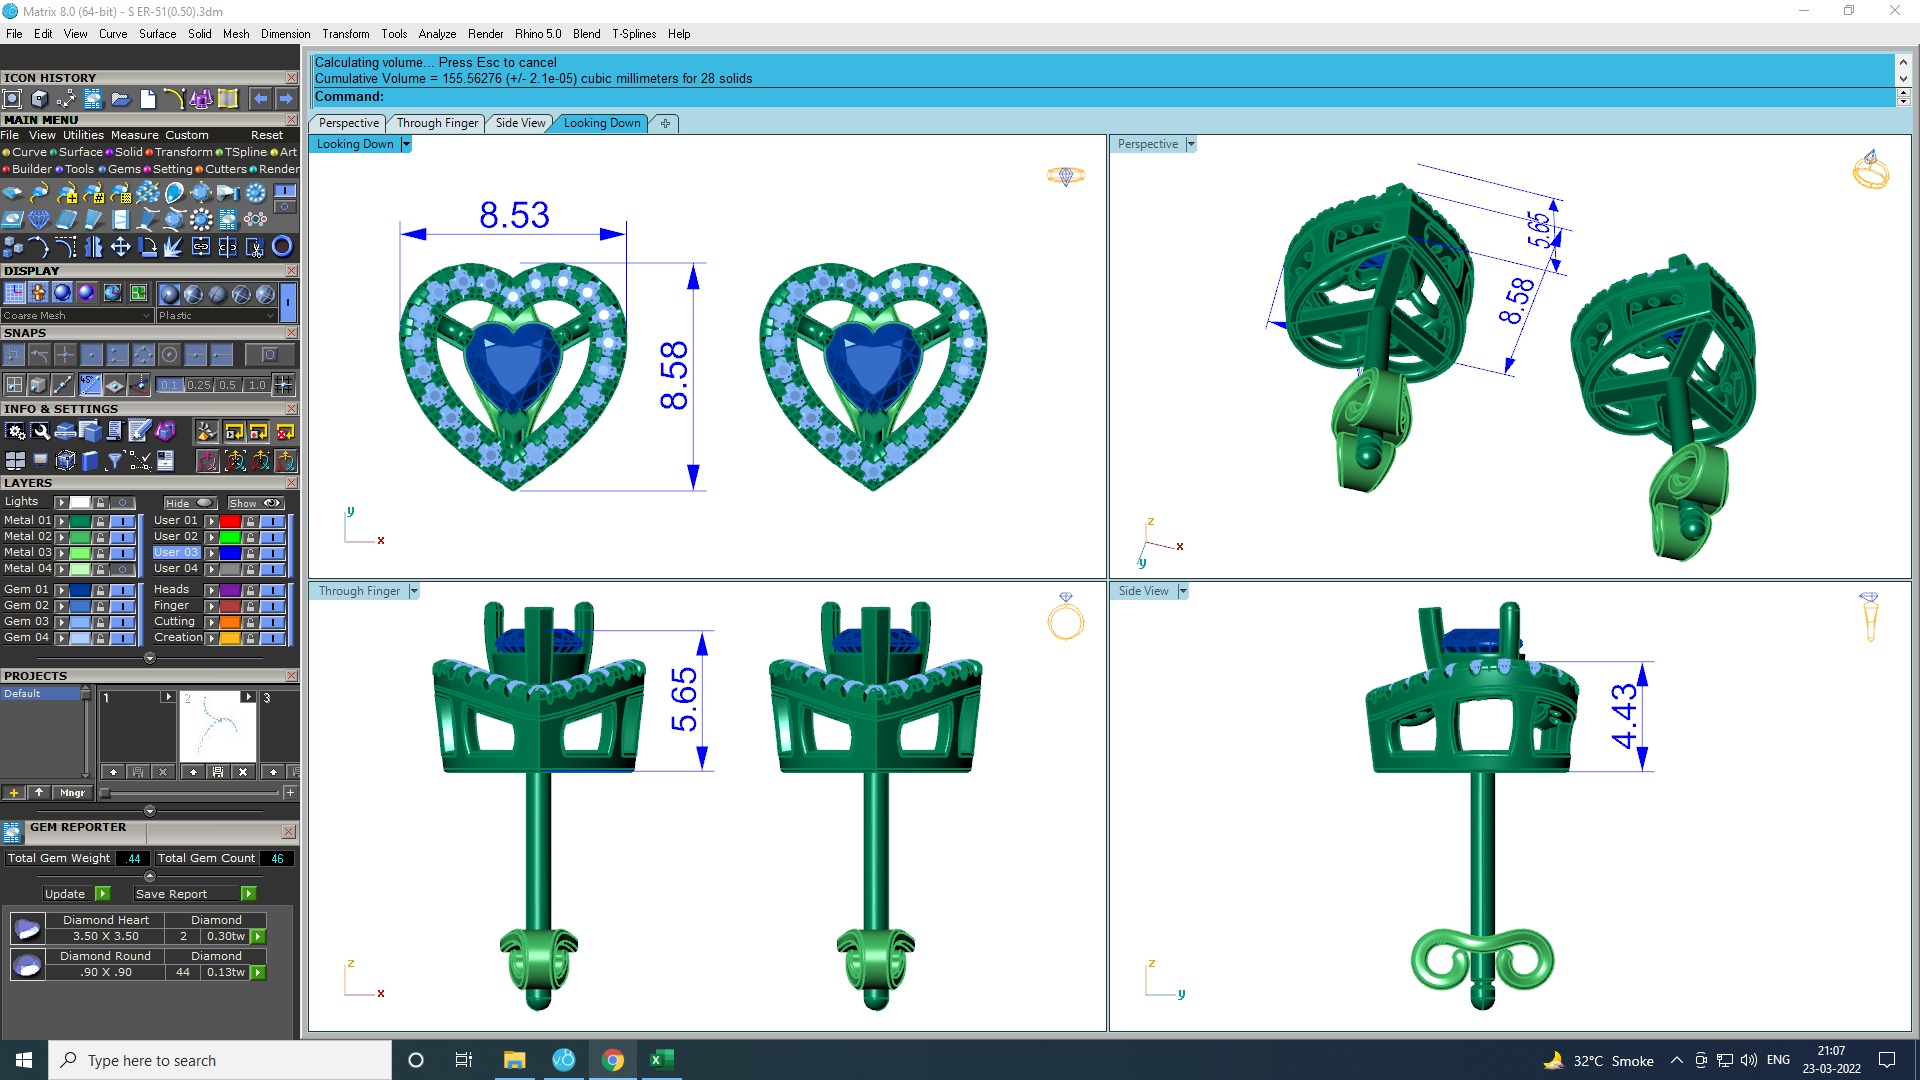 Matrix 8.0 (64-bit) - S ER-51(0.50).3dm
File Edit View Curve Surface Solid Mesh Dimension Transform Tools Analyze Render Rhino 5.0 Blend T-Splines Help
Calculating volume... Press Esc to cancel
Cumulative Volume = 155.56276 (+/- 2.1e-05) cubic millimeters for 28 solids
Command:
Perspective Through Finger Side View Looking Down
ICON HISTORY
MAIN MENU
File View Utilities Measure Custom Reset
Curve Surface Solid Transform TSpline Art
Builder Tools Gems Setting Cutters Render
DISPLAY
Coarse Mesh Plastic
SNAPS
45°
0.1 0.25 0.5 1.0
INFO & SETTINGS
LAYERS
Lights Hide Show
Metal 01 User 01
Metal 02 User 02
Metal 03 User 03
Metal 04 User 04
Gem 01 Heads
Gem 02 Finger
Gem 03 Cutting
Gem 04 Creation
PROJECTS
Default
1 2 3
Mngr
GEM REPORTER
Total Gem Weight .44 Total Gem Count 46
Update Save Report
Diamond Heart Diamond
3.50 X 3.50 2 0.30tw
Diamond Round Diamond
.90 X .90 44 0.13tw
Looking Down
8.53
8.58
y
x
Perspective
5.65
8.58
z
x
y
Through Finger
5.65
z
x
Side View
4.43
z
y
Type here to search
32°C Smoke
ENG
21:07
23-03-2022